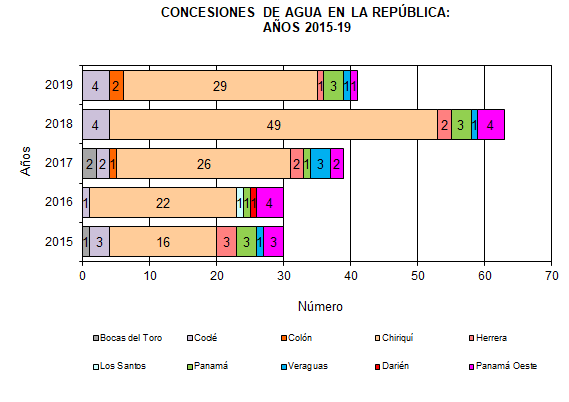 CONCESIONES DE AGUA EN LA REPÚBLICA:
AÑOS 2015-19
Años
2019
4 2 29 1 3 1 1
2018
4 49 2 3 1 4
2017
2 2 1 26 2 1 3 2
2016
1 22 1 1 1 4
2015
1 3 16 3 3 1 3
0 10 20 30 40 50 60 70
Número
Bocas del Toro Codé Colón Chiriquí Herrera
Los Santos Panamá Veraguas Darién Panamá Oeste